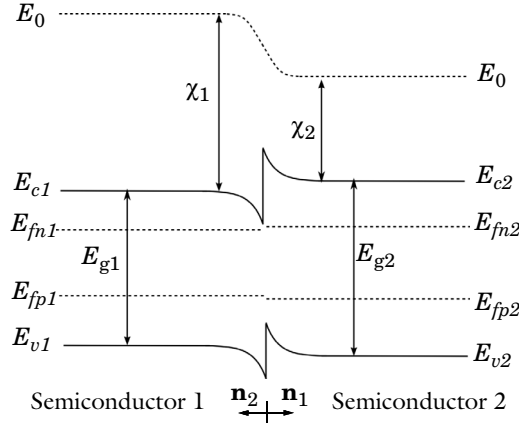 E0
E0
χ1
χ2
Ec1
Ec2
Efn1
Efn2
Eg1
Eg2
Efp1
Efp2
Ev1
Ev2
Semiconductor 1
n2
n1
Semiconductor 2